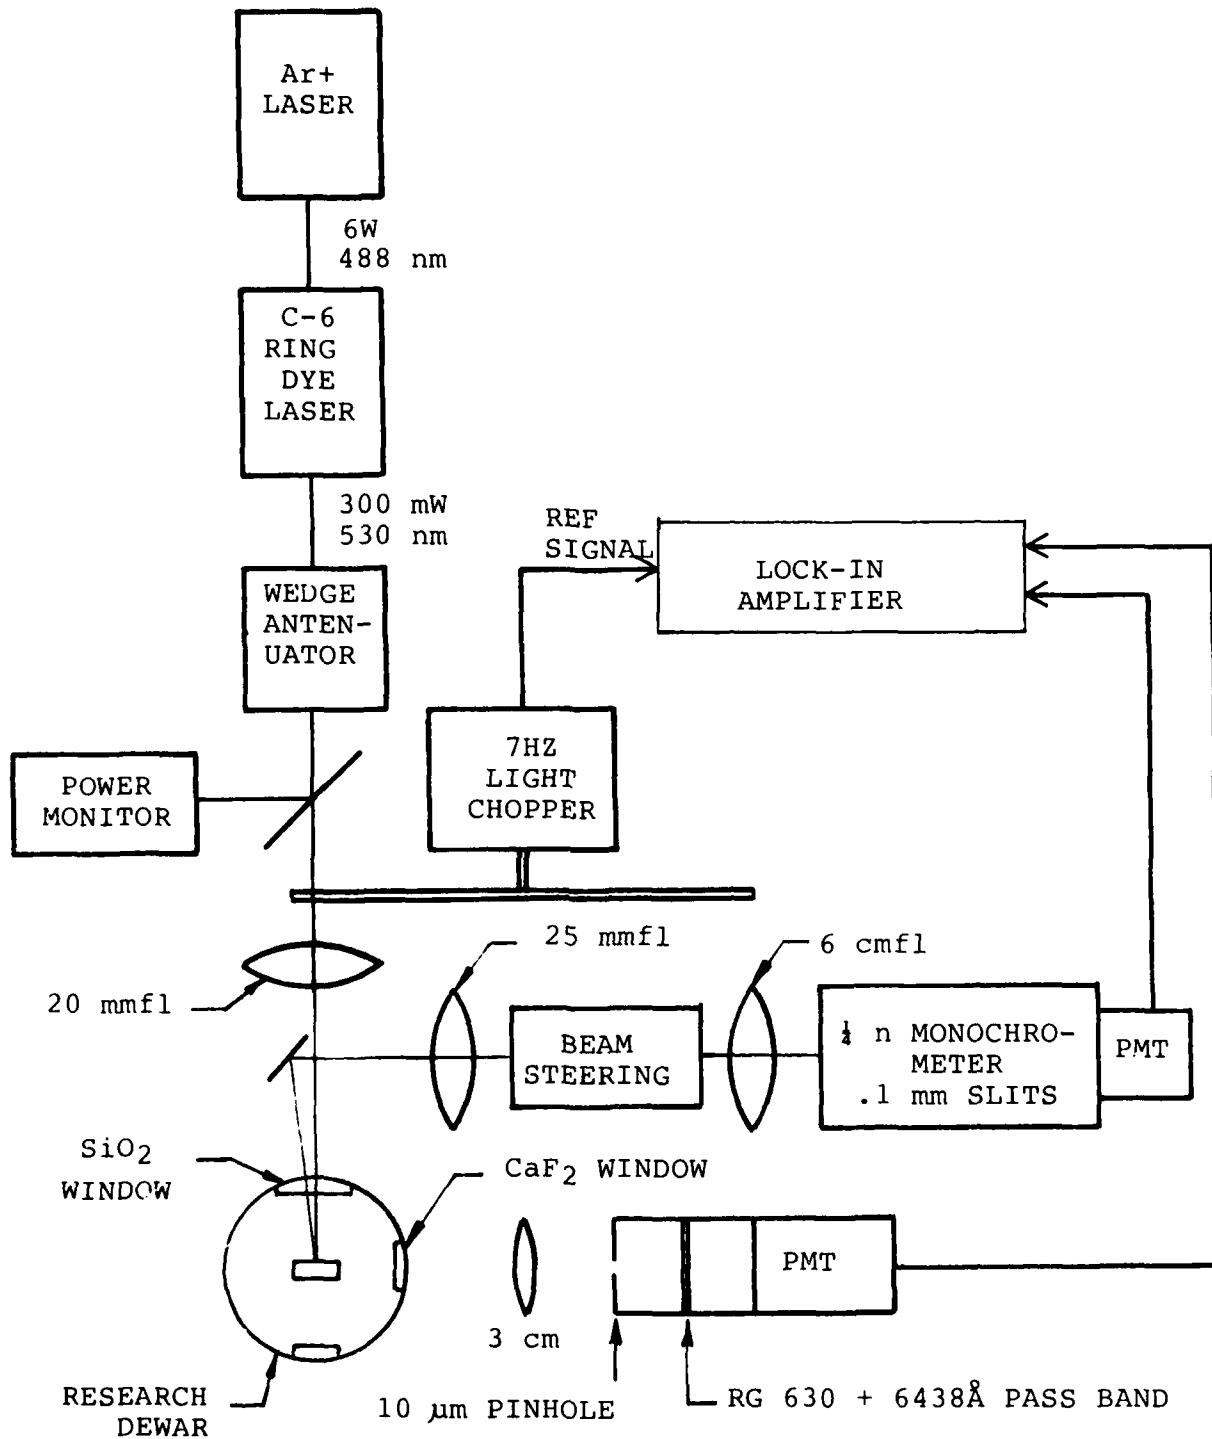 Ar+
LASER
6W
488 nm
C-6
RING
DYE
LASER
300 mW
530 nm
WEDGE
ANTEN-
UATOR
REF
SIGNAL
LOCK-IN
AMPLIFIER
POWER
MONITOR
7HZ
LIGHT
CHOPPER
20 mmfl
25 mmfl
6 cmfl
BEAM
STEERING
¼ n MONOCHRO-
METER
.1 mm SLITS
PMT
SiO2
WINDOW
CaF2 WINDOW
3 cm
PMT
RESEARCH
DEWAR
10 µm PINHOLE
RG 630 + 6438Å PASS BAND